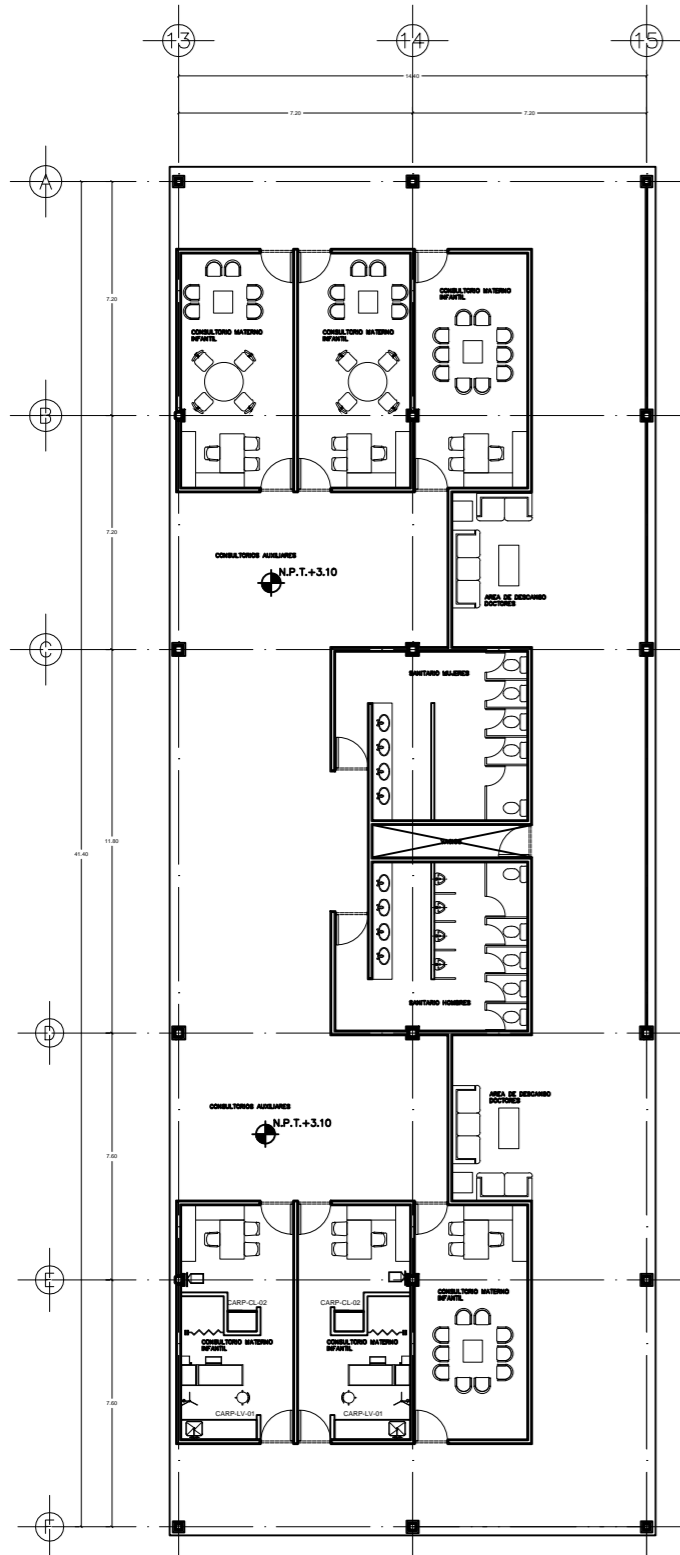 13
14
15
14.40
7.20
7.20
A
7.20
CONSULTORIO MATERNO
INFANTIL
CONSULTORIO MATERNO
INFANTIL
CONSULTORIO MATERNO
INFANTIL
B
7.20
CONSULTORIOS AUXILIARES
N.P.T.+3.10
AREA DE DESCANSO
DOCTORES
C
SANITARIO MUJERES
11.80
41.40
SANITARIO HOMBRES
D
AREA DE DESCANSO
DOCTORES
CONSULTORIOS AUXILIARES
N.P.T.+3.10
7.60
E
CONSULTORIO MATERNO
INFANTIL
CARP-CL-02
CARP-CL-02
CONSULTORIO MATERNO
INFANTIL
CONSULTORIO MATERNO
INFANTIL
7.60
CARP-LV-01
CARP-LV-01
F